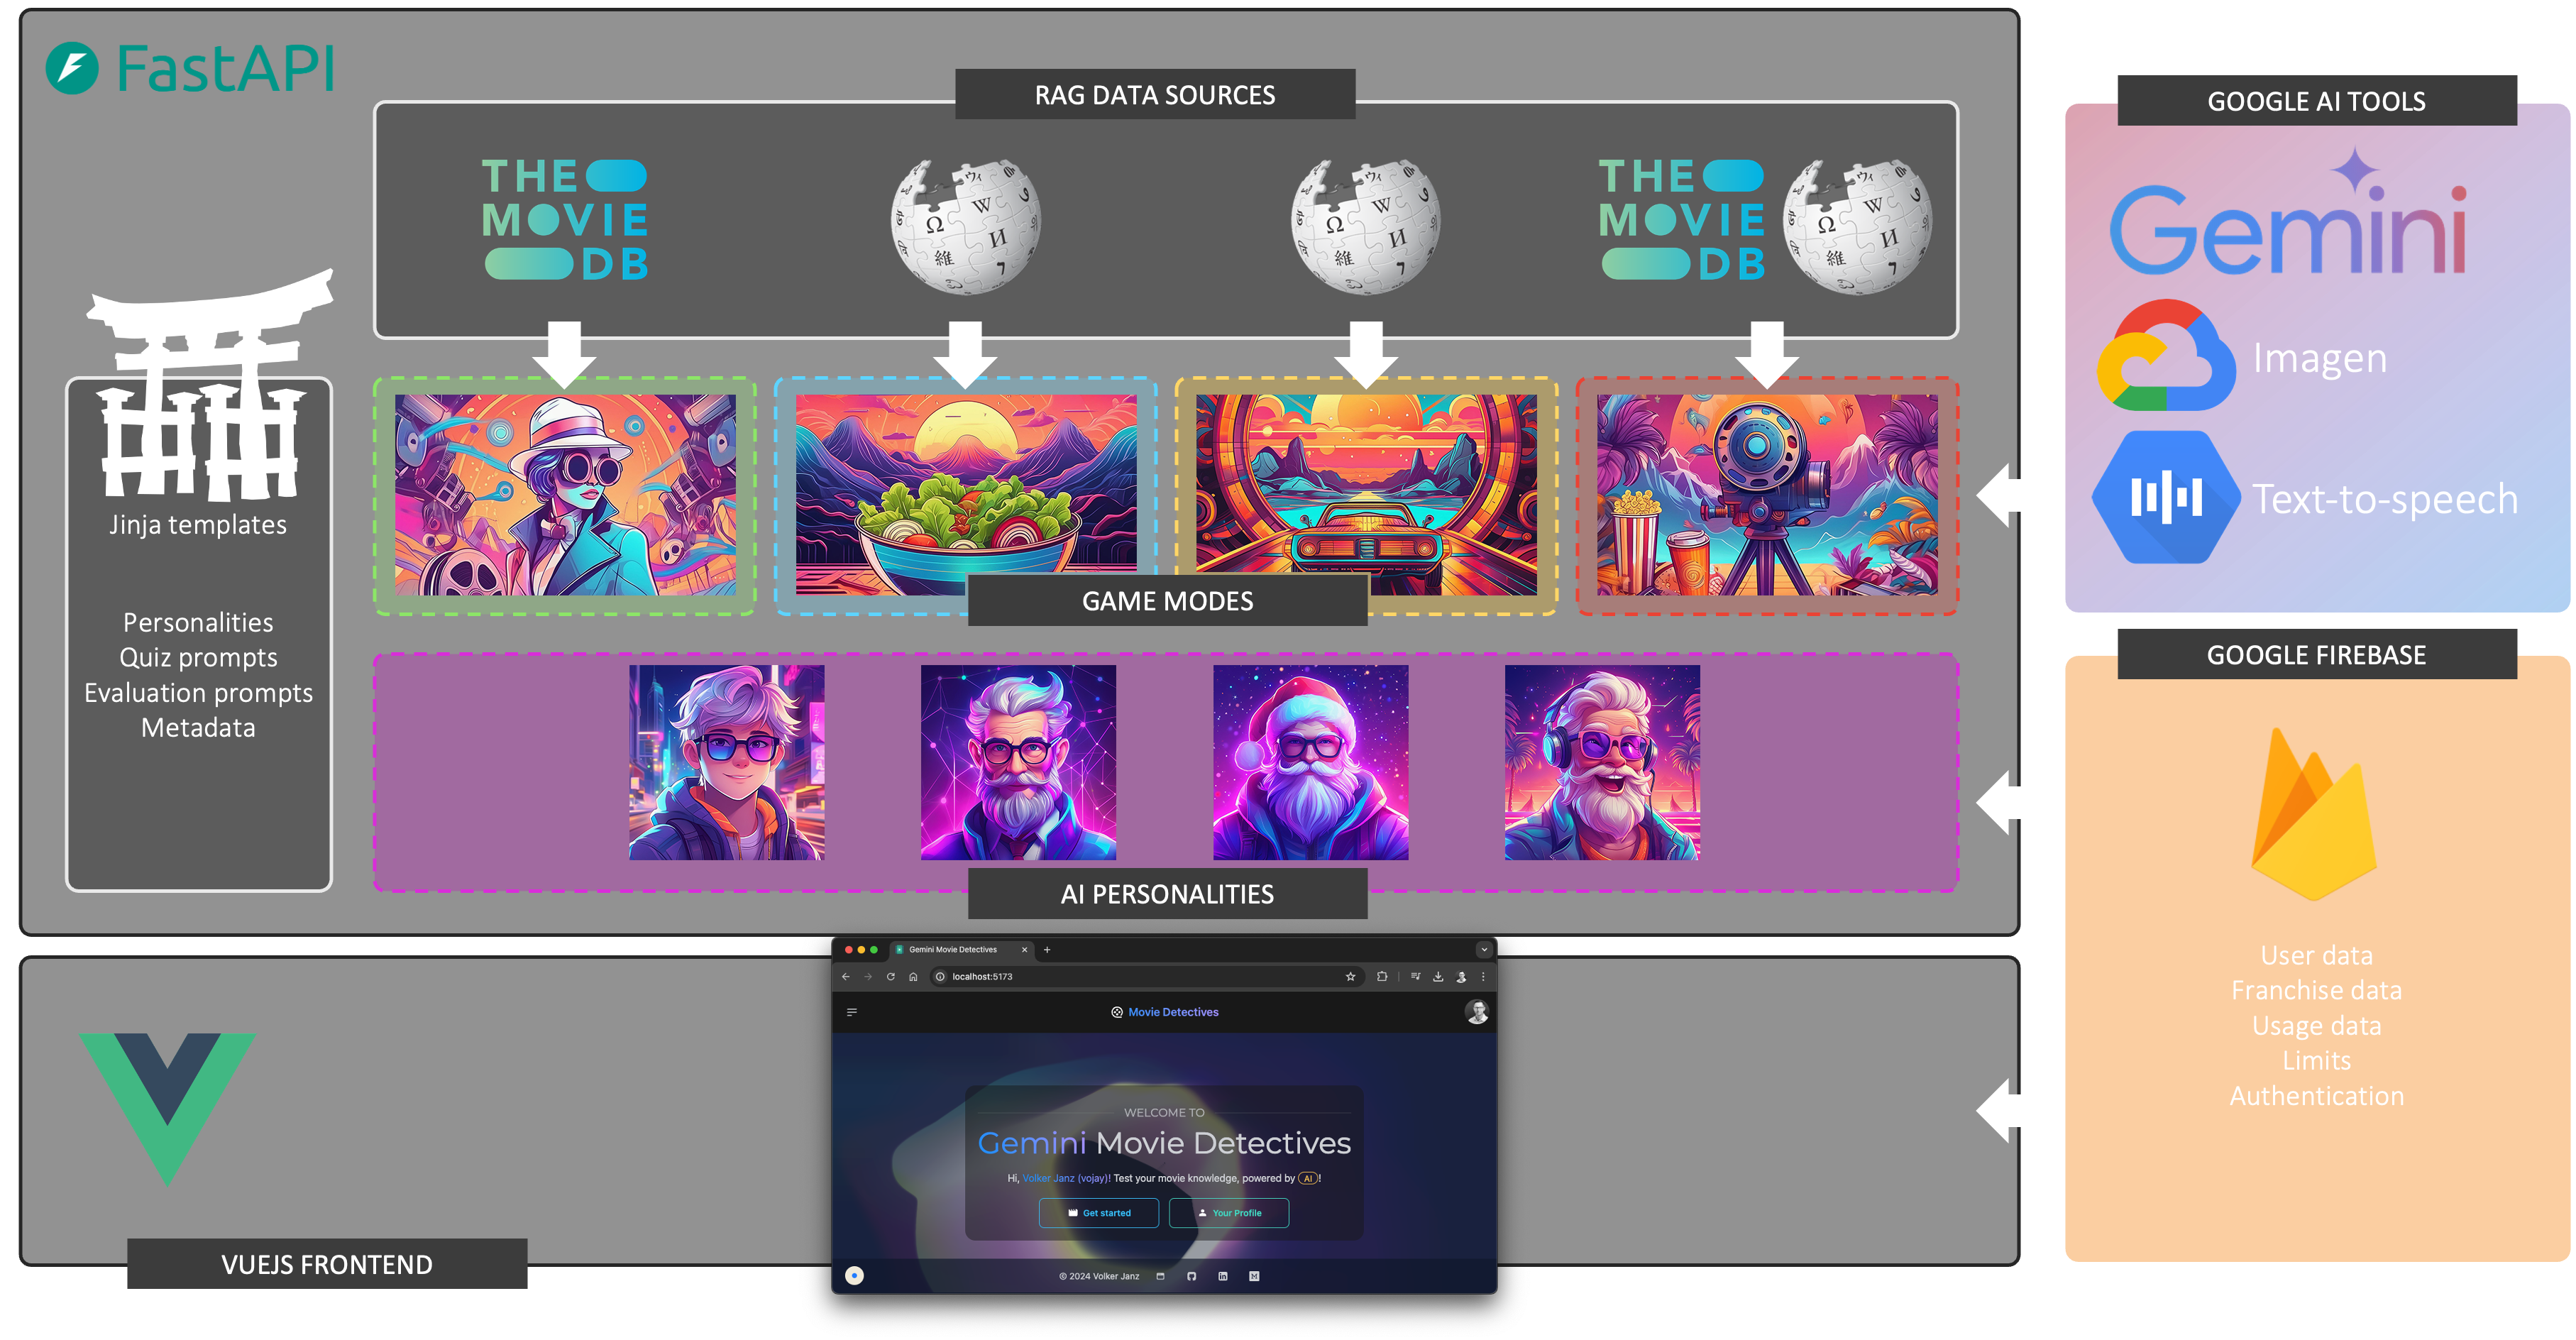 FastAPI
RAG DATA SOURCES
THE
MOVIE
DB
THE
MOVIE
DB
Jinja templates
Personalities
Quiz prompts
Evaluation prompts
Metadata
GAME MODES
AI PERSONALITIES
GOOGLE AI TOOLS
Gemini
Imagen
Text-to-speech
GOOGLE FIREBASE
User data
Franchise data
Usage data
Limits
Authentication
Gemini Movie Detectives
localhost:5173
Movie Detectives
WELCOME TO
Gemini Movie Detectives
Hi, Volker Janz (vojay)! Test your movie knowledge, powered by AI!
Get started
Your Profile
© 2024 Volker Janz
VUEJS FRONTEND